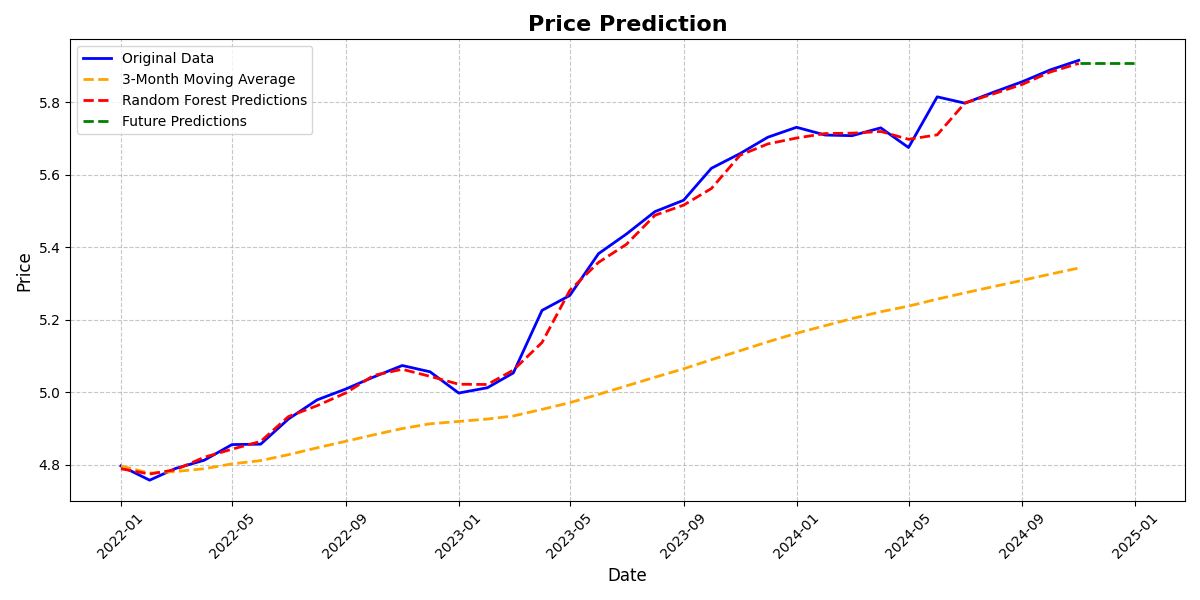 Price Prediction
Original Data
3-Month Moving Average
Random Forest Predictions
Future Predictions
Price
5.8
5.6
5.4
5.2
5.0
4.8
2022-01
2022-05
2022-09
2023-01
2023-05
2023-09
2024-01
2024-05
2024-09
2025-01
Date